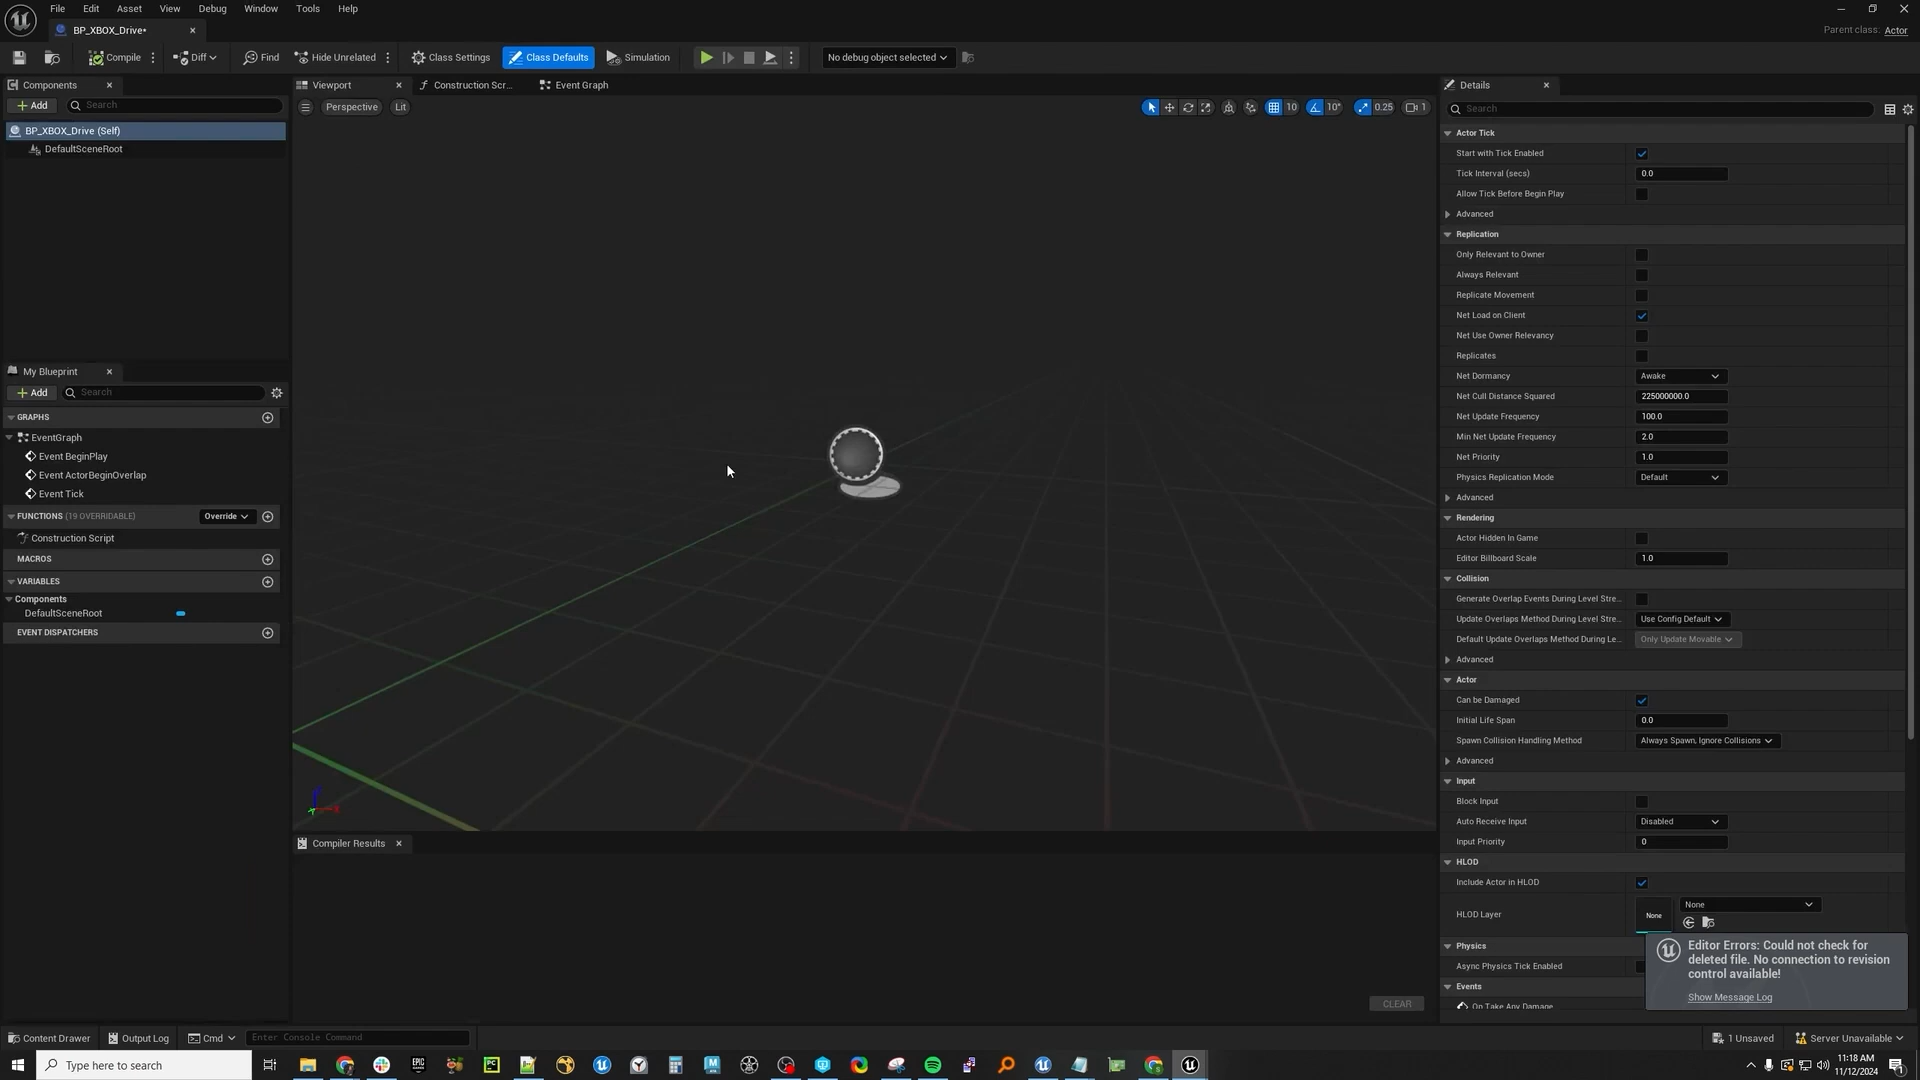 File Edit Asset View Debug Window Tools Help
BP_XBOX_Drive•
Parent class: Actor
Compile Diff Find Hide Unrelated Class Settings Class Defaults Simulation No debug object selected
Components
Add Search
BP_XBOX_Drive (Self)
DefaultSceneRoot
My Blueprint
Add Search
GRAPHS
EventGraph
Event BeginPlay
Event ActorBeginOverlap
Event Tick
FUNCTIONS (19 OVERRIDABLE) Override
Construction Script
MACROS
VARIABLES
Components
DefaultSceneRoot
EVENT DISPATCHERS
Viewport Construction Scr... Event Graph
Perspective Lit 10 10° 0.25 1
Compiler Results
CLEAR
Details
Search
Actor Tick
Start with Tick Enabled
Tick Interval (secs) 0.0
Allow Tick Before Begin Play
Advanced
Replication
Only Relevant to Owner
Always Relevant
Replicate Movement
Net Load on Client
Net Use Owner Relevancy
Replicates
Net Dormancy Awake
Net Cull Distance Squared 225000000.0
Net Update Frequency 100.0
Min Net Update Frequency 2.0
Net Priority 1.0
Physics Replication Mode Default
Advanced
Rendering
Actor Hidden In Game
Editor Billboard Scale 1.0
Collision
Generate Overlap Events During Level Stre...
Update Overlaps Method During Level Stre... Use Config Default
Default Update Overlaps Method During Le... Only Update Movable
Advanced
Actor
Can be Damaged
Initial Life Span 0.0
Spawn Collision Handling Method Always Spawn, Ignore Collisions
Advanced
Input
Block Input
Auto Receive Input Disabled
Input Priority 0
HLOD
Include Actor in HLOD
HLOD Layer None None
Physics
Async Physics Tick Enabled
Events
On Take Any Damage
Editor Errors: Could not check for
deleted file. No connection to revision
control available!
Show Message Log
Content Drawer Output Log Cmd Enter Console Command 1 Unsaved Server Unavailable
Type here to search
11:18 AM
11/12/2024